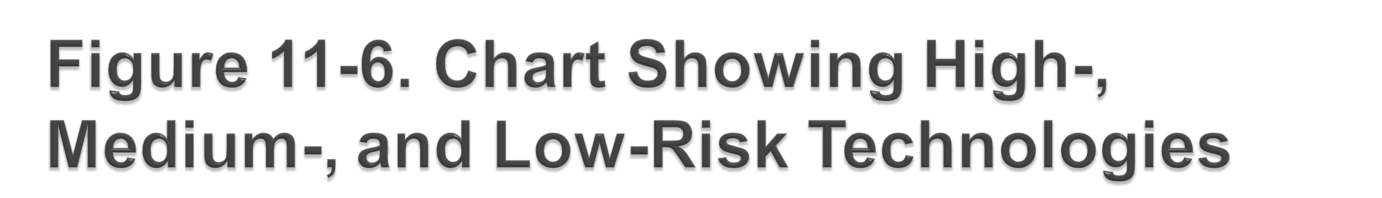 Figure 11-6. Chart Showing High-,
Medium-, and Low-Risk Technologies